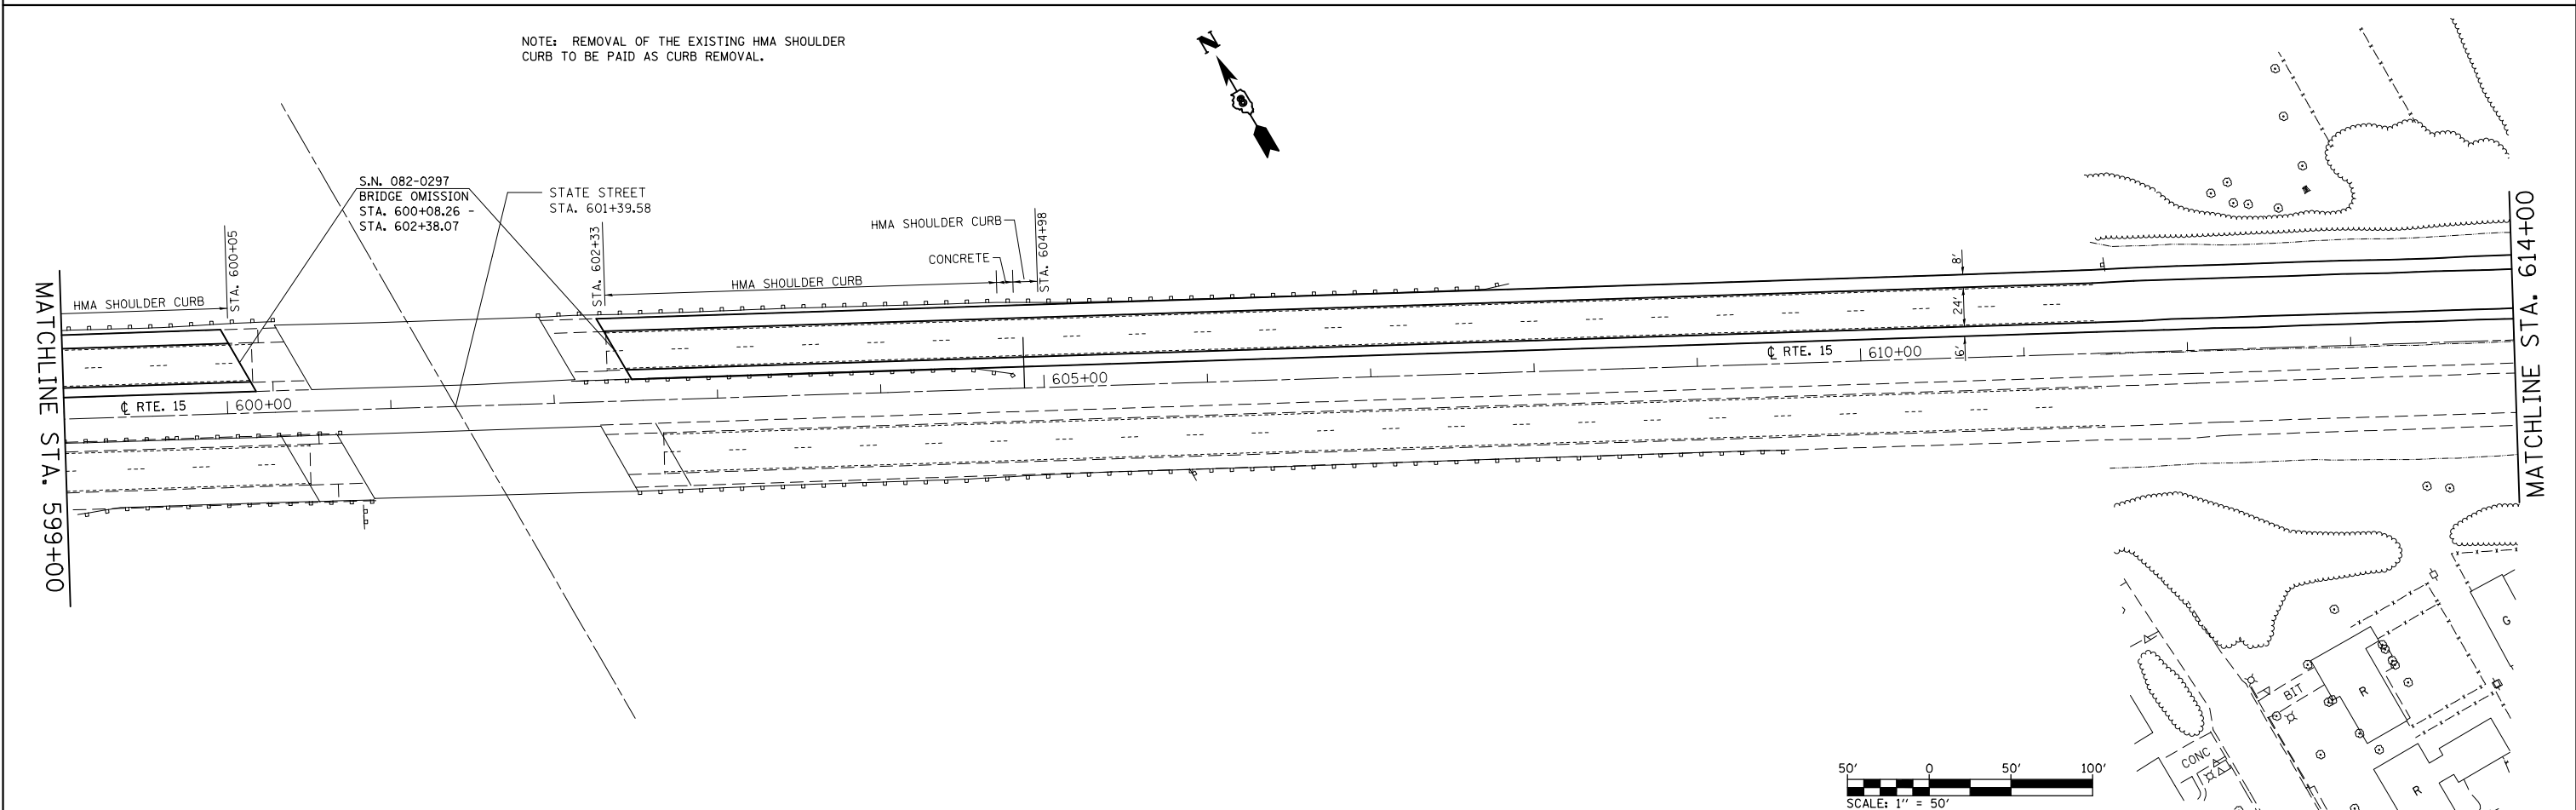 NOTE: REMOVAL OF THE EXISTING HMA SHOULDER
CURB TO BE PAID AS CURB REMOVAL.
N
8
S.N. 082-0297
BRIDGE OMISSION
STA. 600+08.26 -
STA. 602+38.07
STATE STREET
STA. 601+39.58
STA. 600+05
HMA SHOULDER CURB
STA. 602+33
HMA SHOULDER CURB
CONCRETE
HMA SHOULDER CURB
STA. 604+98
8'
24'
6'
MATCHLINE STA. 599+00
MATCHLINE STA. 614+00
℄ RTE. 15
600+00
605+00
℄ RTE. 15
610+00
BIT
R
G
CONC
R
50' 0 50' 100'
SCALE: 1" = 50'